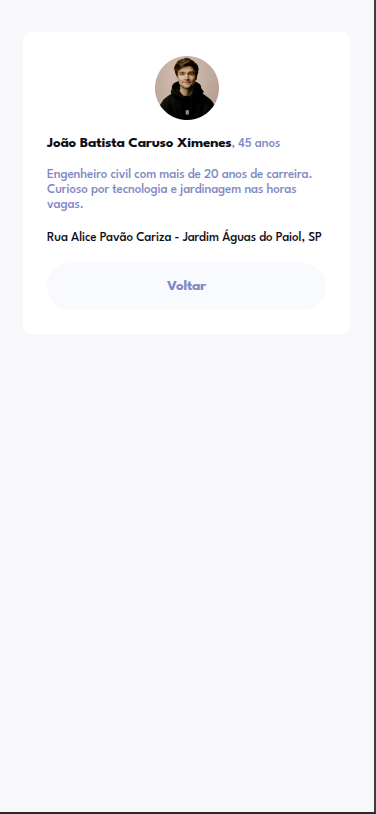 João Batista Caruso Ximenes, 45 anos
Engenheiro civil com mais de 20 anos de carreira.
Curioso por tecnologia e jardinagem nas horas
vagas.
Rua Alice Pavão Cariza - Jardim Águas do Paiol, SP
Voltar